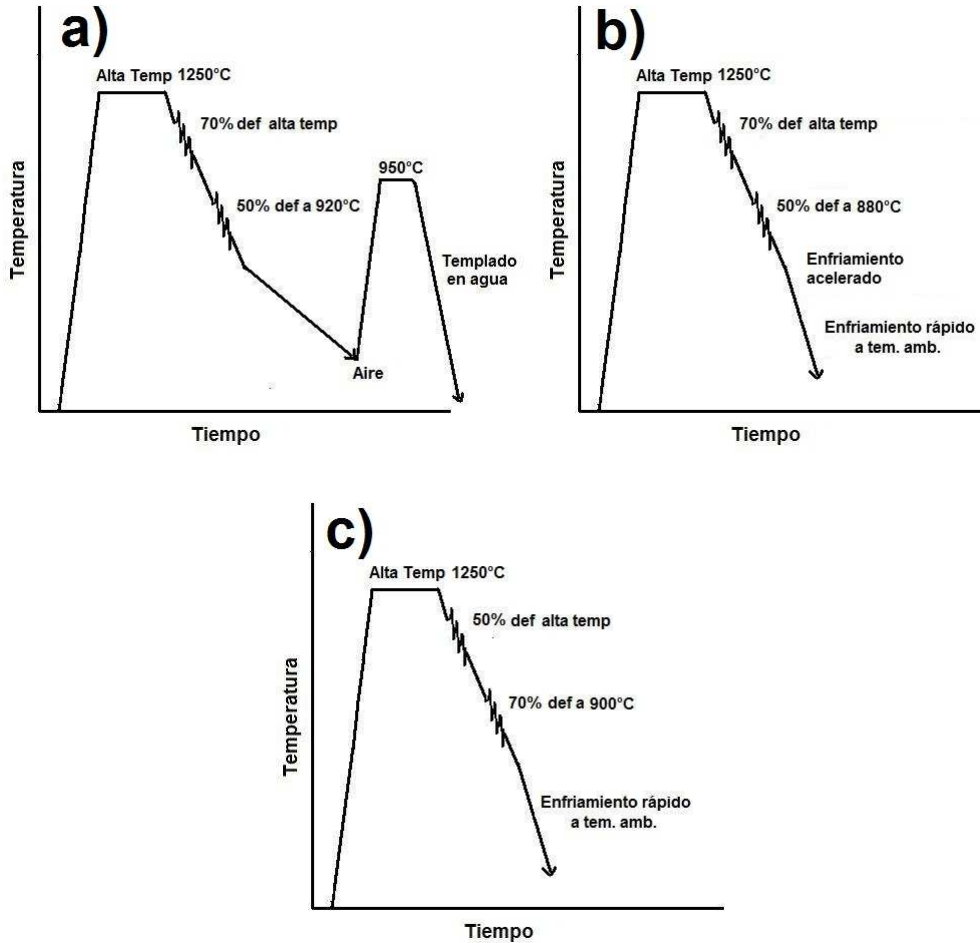 a)
Alta Temp 1250°C
70% def alta temp
950°C
50% def a 920°C
Templado
en agua
Aire
Temperatura
Tiempo
b)
Alta Temp 1250°C
70% def alta temp
50% def a 880°C
Enfriamiento
acelerado
Enfriamiento rápido
a tem. amb.
Temperatura
Tiempo
c)
Alta Temp 1250°C
50% def alta temp
70% def a 900°C
Enfriamiento rápido
a tem. amb.
Temperatura
Tiempo